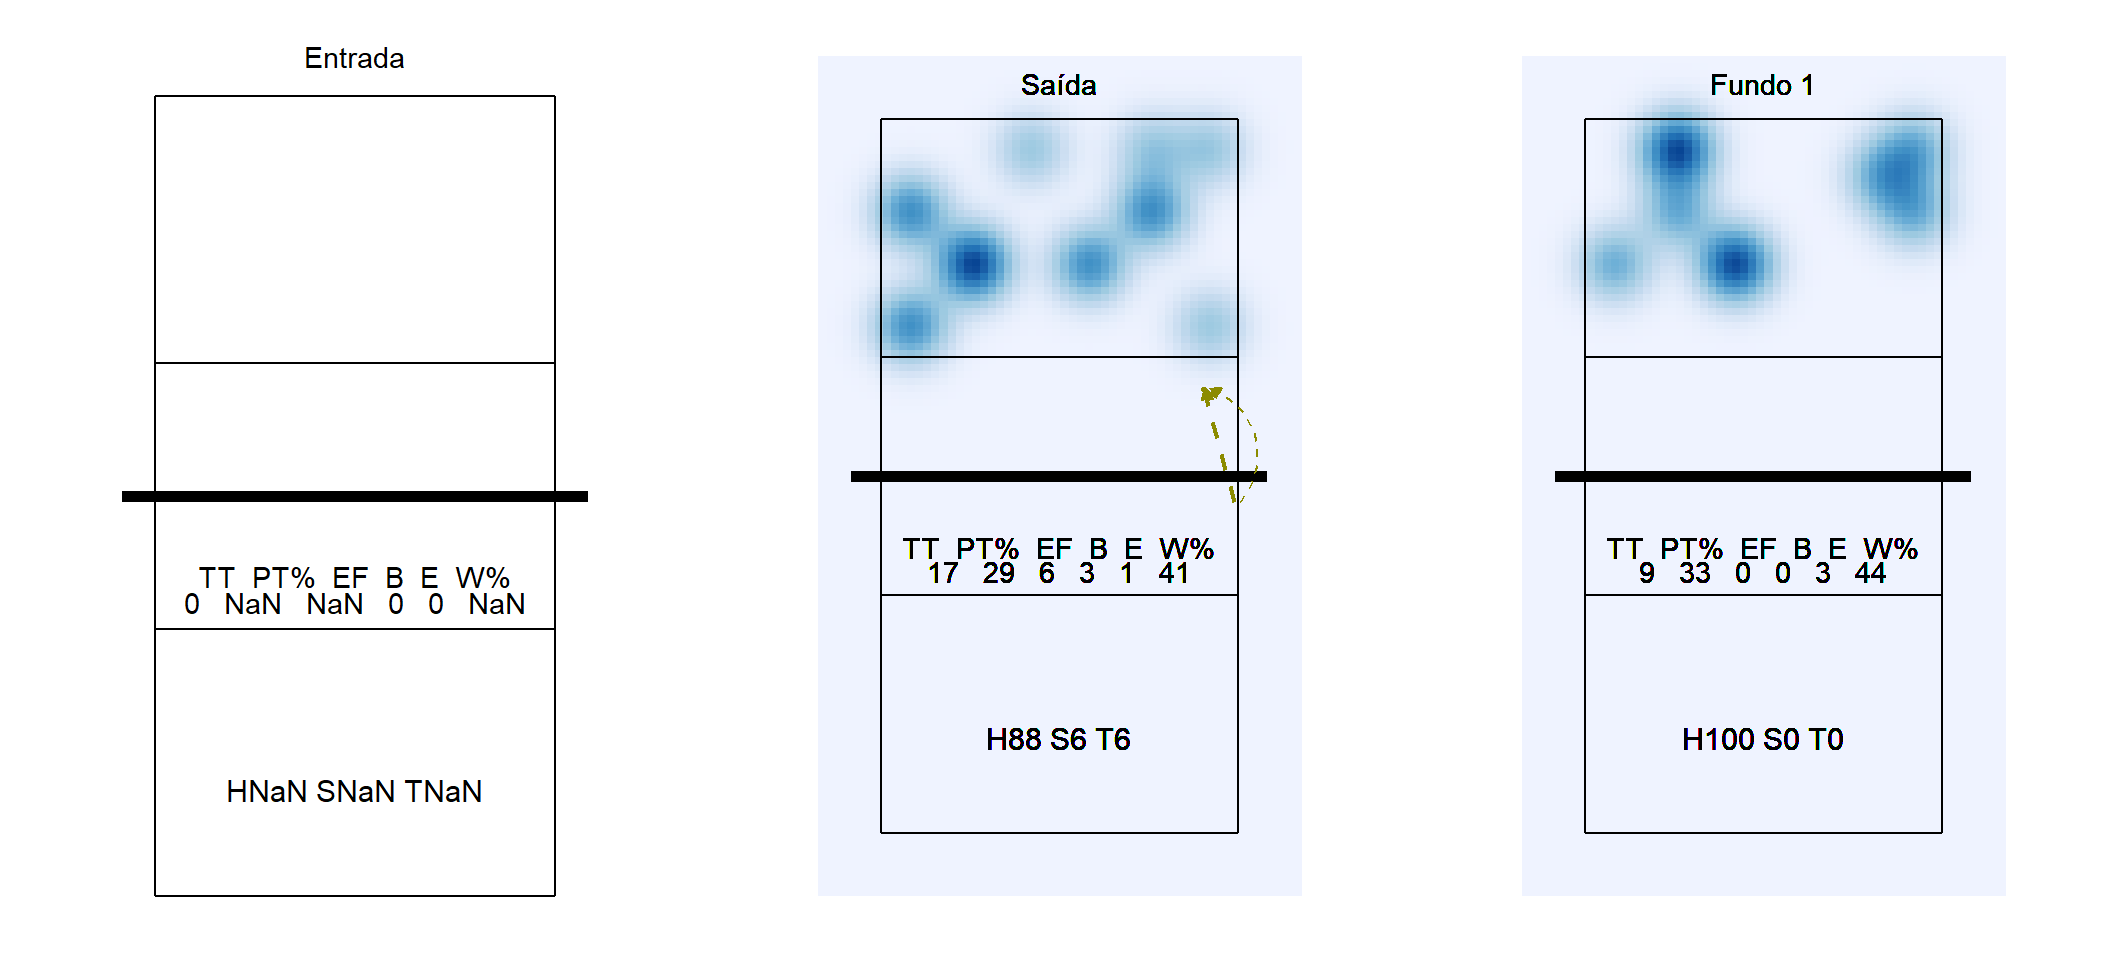 Entrada
TT PT% EF B E W%
0 NaN NaN 0 0 NaN
HNaN SNaN TNaN
Saída
TT PT% EF B E W%
17 29 6 3 1 41
H88 S6 T6
Fundo 1
TT PT% EF B E W%
9 33 0 0 3 44
H100 S0 T0